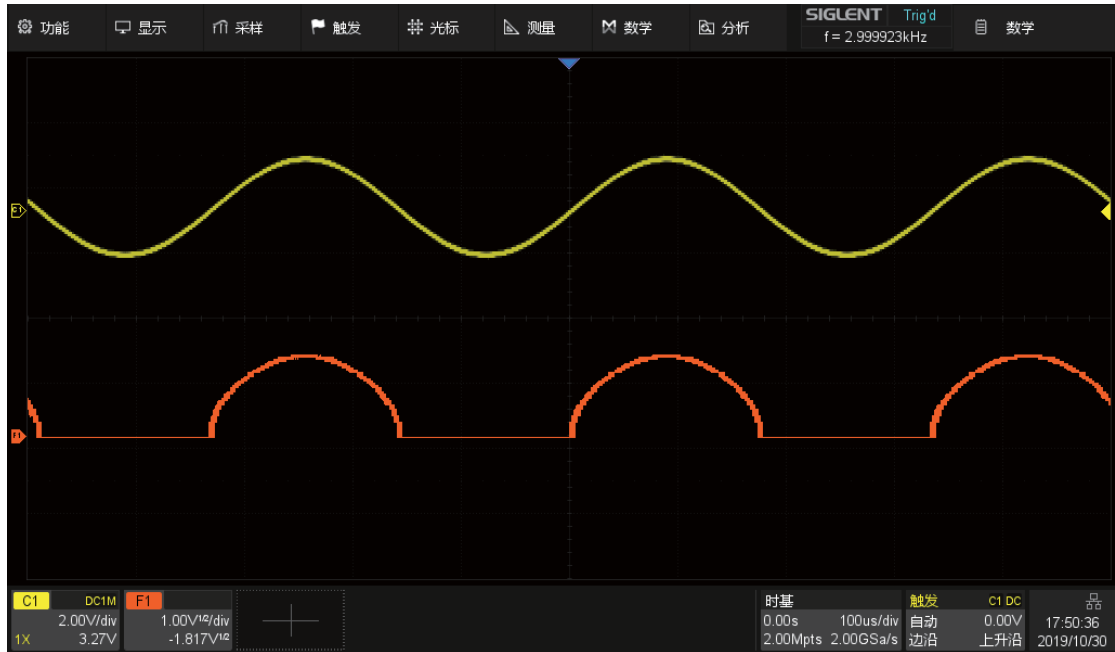 功能 显示 采样 触发 光标 测量 数学 分析 SIGLENT Trig'd 数学
f = 2.999923kHz
C1
F1
C1 DC1M F1 时基 触发 C1 DC
2.00V/div 1.00V1/2/div 0.00s 100us/div 自动 0.00V 17:50:36
1X 3.27V -1.817V1/2 2.00Mpts 2.00GSa/s 边沿 上升沿 2019/10/30